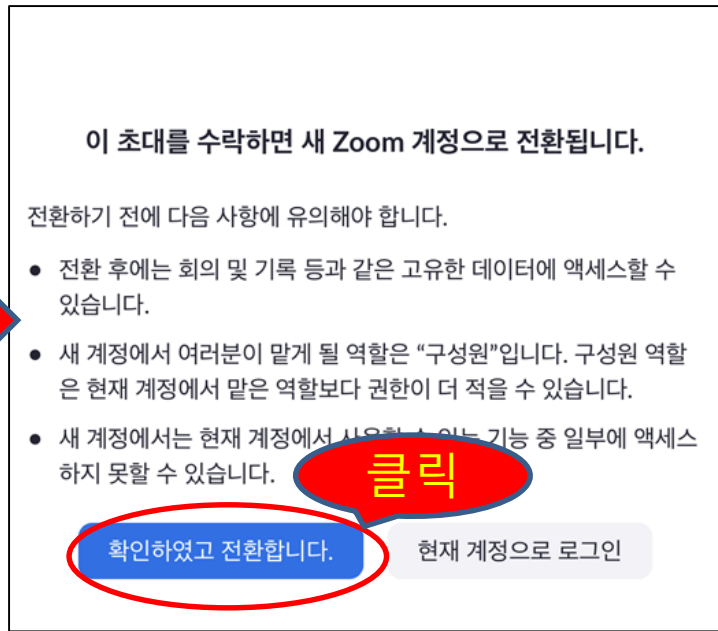 이 초대를 수락하면 새 Zoom 계정으로 전환됩니다.
전환하기 전에 다음 사항에 유의해야 합니다.
● 전환 후에는 회의 및 기록 등과 같은 고유한 데이터에 액세스할 수
있습니다.
● 새 계정에서 여러분이 맡게 될 역할은 “구성원”입니다. 구성원 역할
은 현재 계정에서 맡은 역할보다 권한이 더 적을 수 있습니다.
● 새 계정에서는 현재 계정에서 기능 중 일부에 액세스
하지 못할 수 있습니다.
클릭
확인하였고 전환합니다.
현재 계정으로 로그인